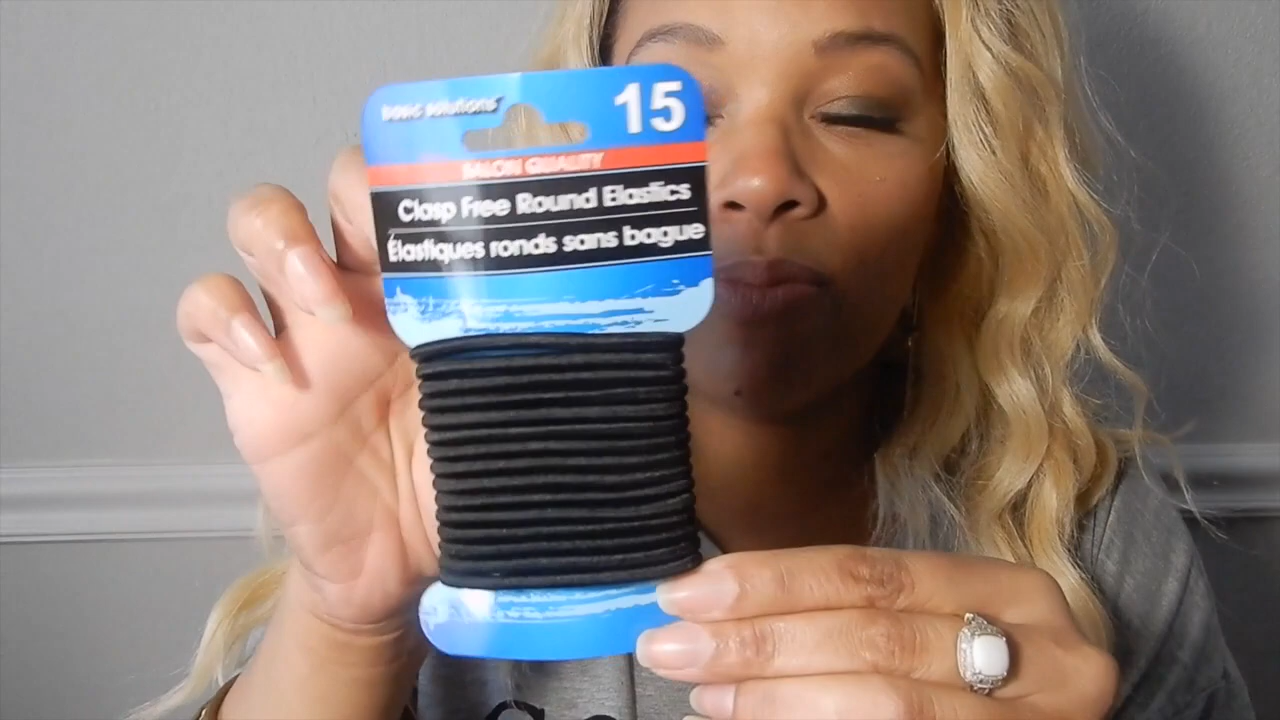 basic solutions
15
SALON QUALITY
Clasp Free Round Elastics
Élastiques ronds sans bague